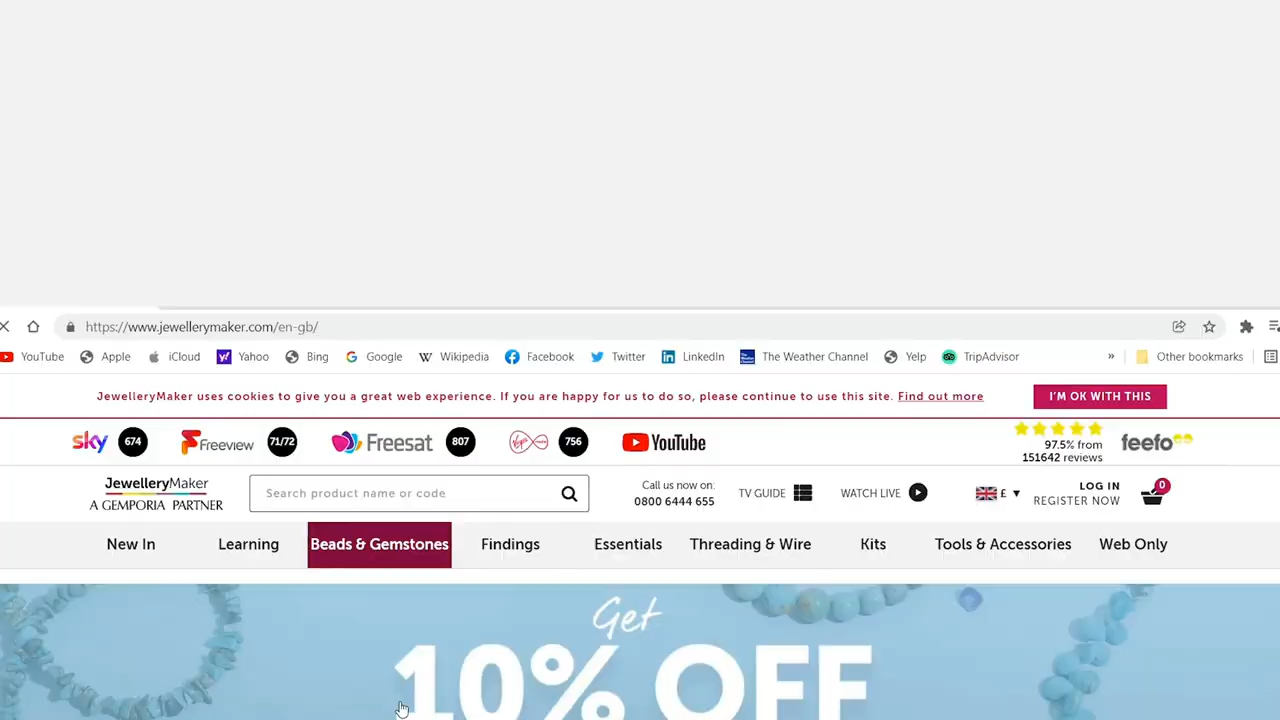 https://www.jewellerymaker.com/en-gb/
YouTube Apple iCloud Yahoo Bing Google Wikipedia Facebook Twitter LinkedIn The Weather Channel Yelp TripAdvisor » Other bookmarks
JewelleryMaker uses cookies to give you a great web experience. If you are happy for us to do so, please continue to use this site. Find out more I'M OK WITH THIS
sky 674 Freeview 71/72 Freesat 807 Virgin media 756 YouTube
97.5% from
151642 reviews
feefo
JewelleryMaker
A GEMPORIA PARTNER
Search product name or code
Call us now on:
0800 6444 655
TV GUIDE WATCH LIVE £
LOG IN
REGISTER NOW
0
New In Learning Beads & Gemstones Findings Essentials Threading & Wire Kits Tools & Accessories Web Only
Get
10% OFF